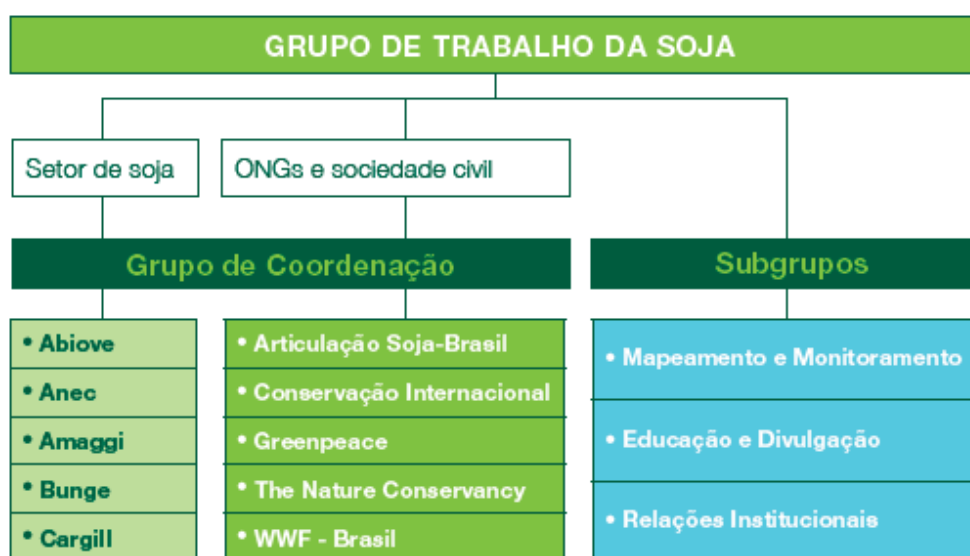 GRUPO DE TRABALHO DA SOJA
Setor de soja
ONGs e sociedade civil
Grupo de Coordenação
Subgrupos
• Abiove
• Anec
• Amaggi
• Bunge
• Cargill
• Articulação Soja-Brasil
• Conservação Internacional
• Greenpeace
• The Nature Conservancy
• WWF - Brasil
• Mapeamento e Monitoramento
• Educação e Divulgação
• Relações Institucionais